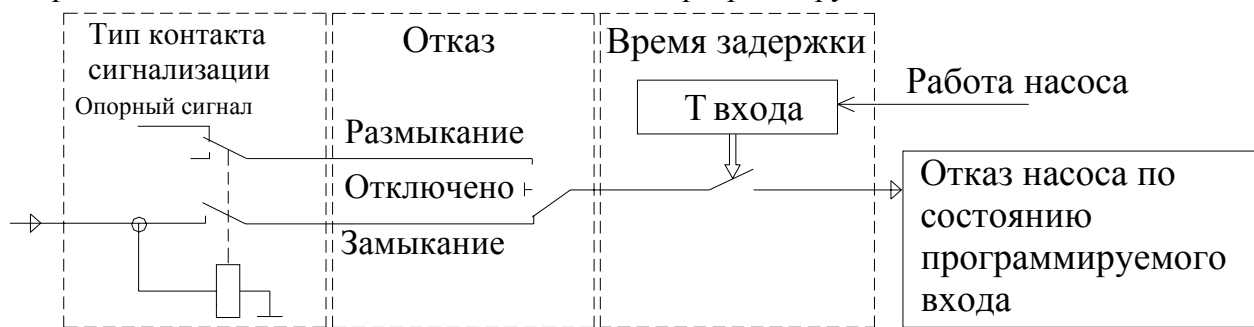 Тип контакта
сигнализации
Опорный сигнал
Отказ
Размыкание
Отключено
Замыкание
Время задержки
Т входа
Работа насоса
Отказ насоса по
состоянию
программируемого
входа